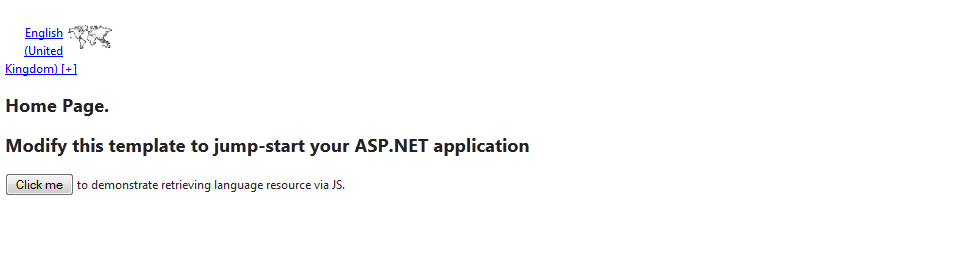 English
(United
Kingdom) [+]
Home Page.
Modify this template to jump-start your ASP.NET application
Click me to demonstrate retrieving language resource via JS.